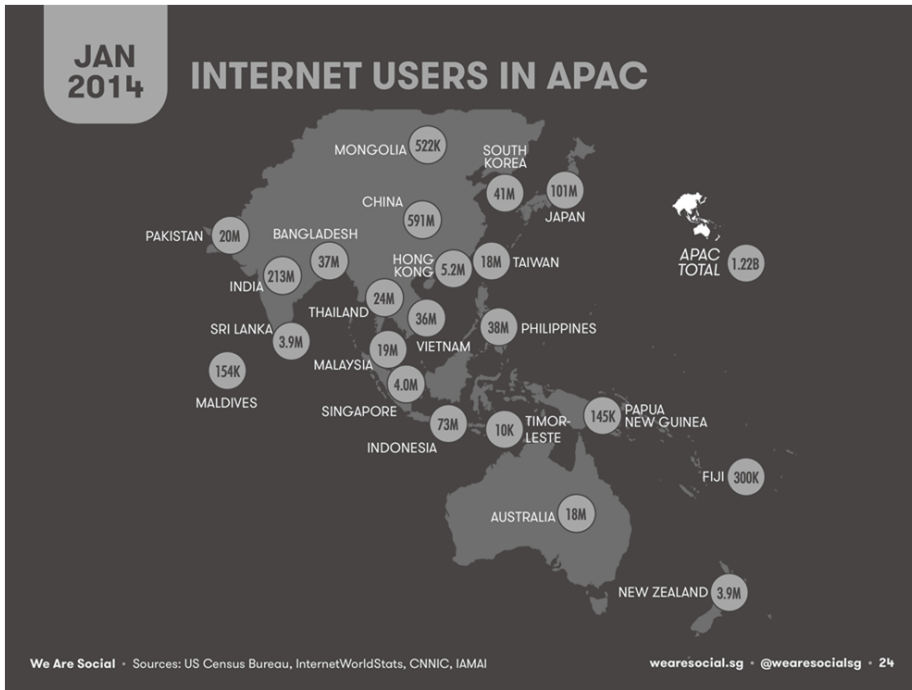 JAN
2014
INTERNET USERS IN APAC
MONGOLIA
522K
SOUTH
KOREA
41M
101M
JAPAN
CHINA
591M
PAKISTAN
20M
BANGLADESH
37M
INDIA
213M
HONG
KONG
5.2M
18M
TAIWAN
APAC
TOTAL
1.22B
THAILAND
24M
36M
VIETNAM
38M
PHILIPPINES
SRI LANKA
3.9M
MALAYSIA
19M
154K
MALDIVES
4.0M
SINGAPORE
73M
INDONESIA
10K
TIMOR-
LESTE
145K
PAPUA
NEW GUINEA
FIJI
300K
AUSTRALIA
18M
NEW ZEALAND
3.9M
We Are Social • Sources: US Census Bureau, InternetWorldStats, CNNIC, IAMAI
wearesocial.sg • @wearesocialsg • 24